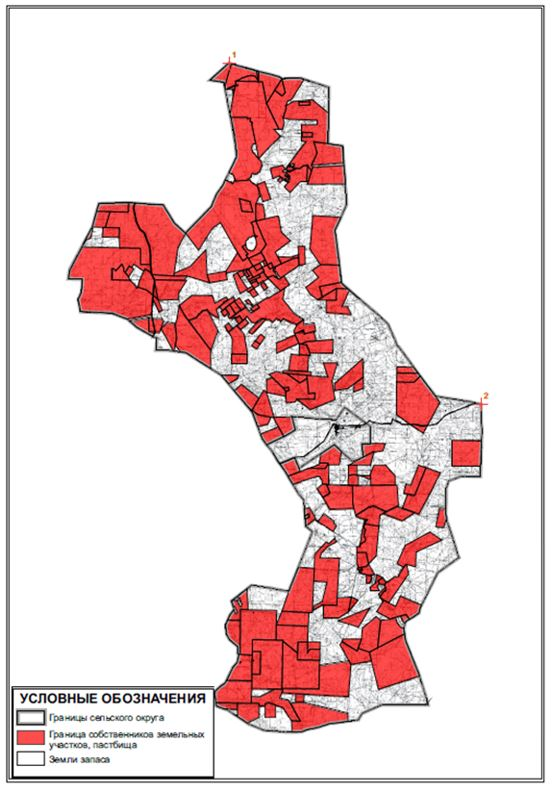 1
2
УСЛОВНЫЕ ОБОЗНАЧЕНИЯ
Границы сельского округа
Граница собственников земельных
участков, пастбища
Земли запаса